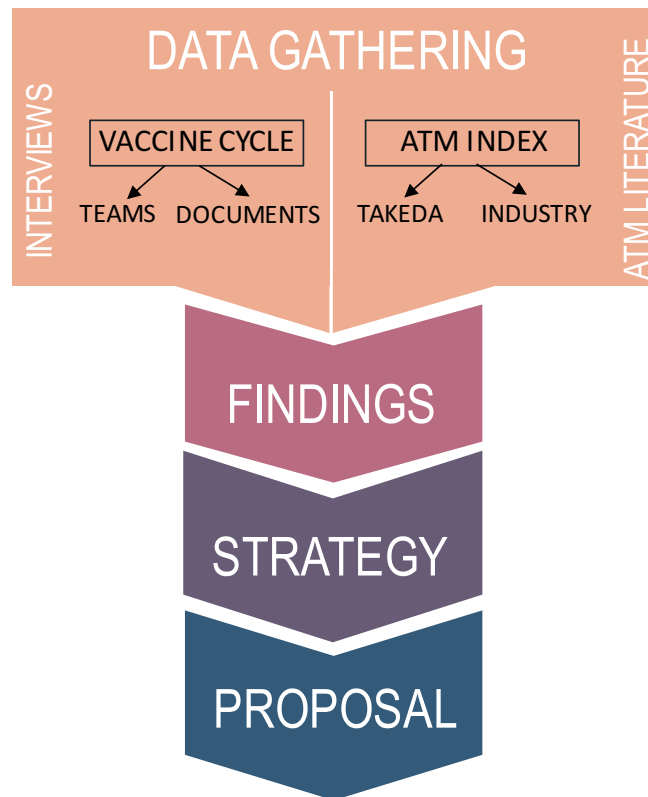 DATA GATHERING
INTERVIEWS
VACCINE CYCLE
TEAMS
DOCUMENTS
ATM INDEX
TAKEDA
INDUSTRY
ATM LITERATURE
FINDINGS
STRATEGY
PROPOSAL